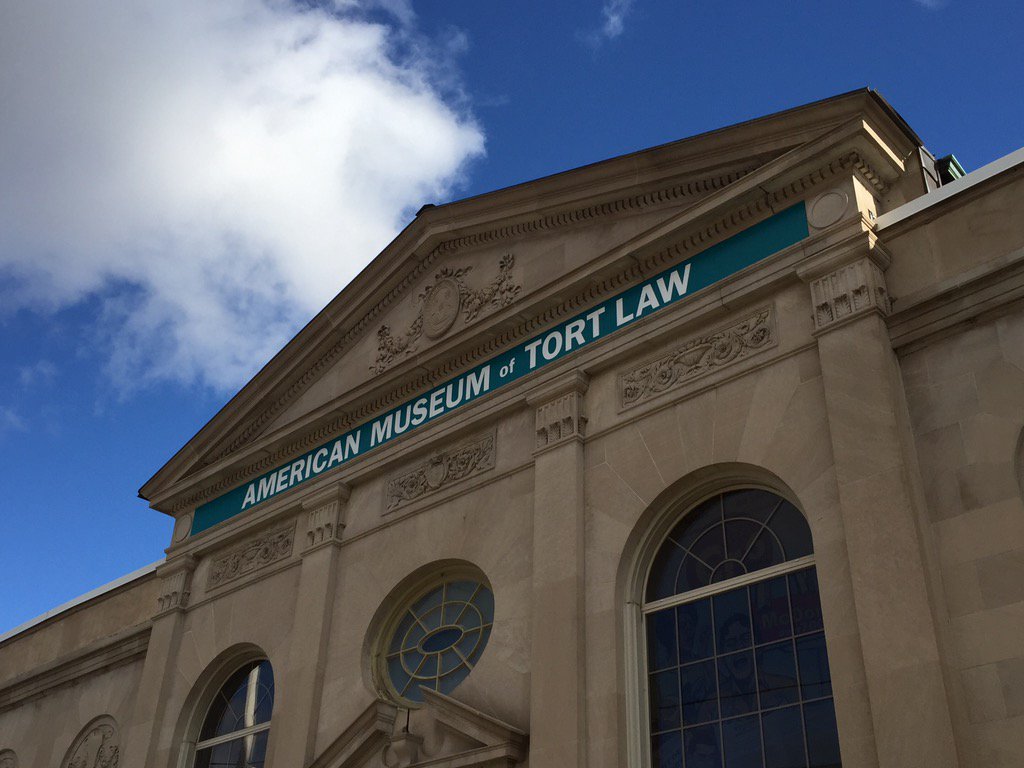 AMERICAN MUSEUM of TORT LAW